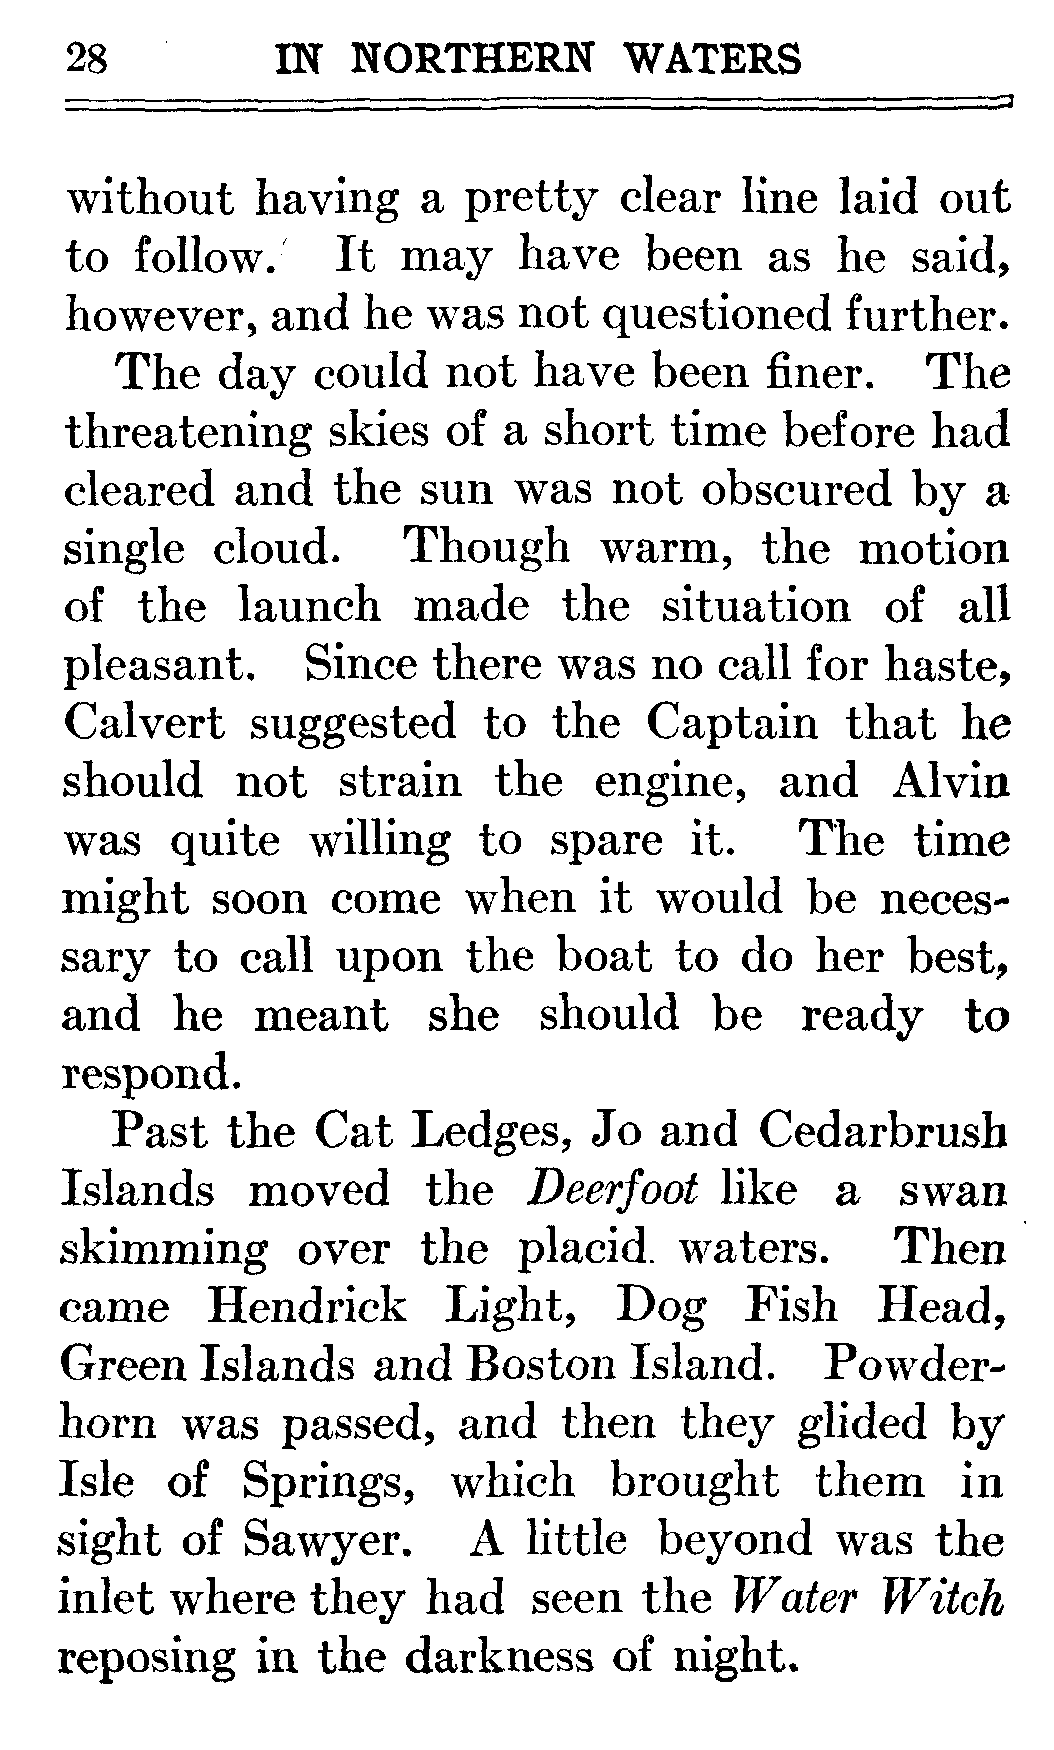 28 IN NORTHERN WATERS
without having a pretty clear line laid out
to follow. It may have been as he said,
however, and he was not questioned further.
The day could not have been finer. The
threatening skies of a short time before had
cleared and the sun was not obscured by a
single cloud. Though warm, the motion
of the launch made the situation of all
pleasant. Since there was no call for haste,
Calvert suggested to the Captain that he
should not strain the engine, and Alvin
was quite willing to spare it. The time
might soon come when it would be neces-
sary to call upon the boat to do her best,
and he meant she should be ready to
respond.
Past the Cat Ledges, Jo and Cedarbrush
Islands moved the Deerfoot like a swan
skimming over the placid waters. Then
came Hendrick Light, Dog Fish Head,
Green Islands and Boston Island. Powder-
horn was passed, and then they glided by
Isle of Springs, which brought them in
sight of Sawyer. A little beyond was the
inlet where they had seen the Water Witch
reposing in the darkness of night.